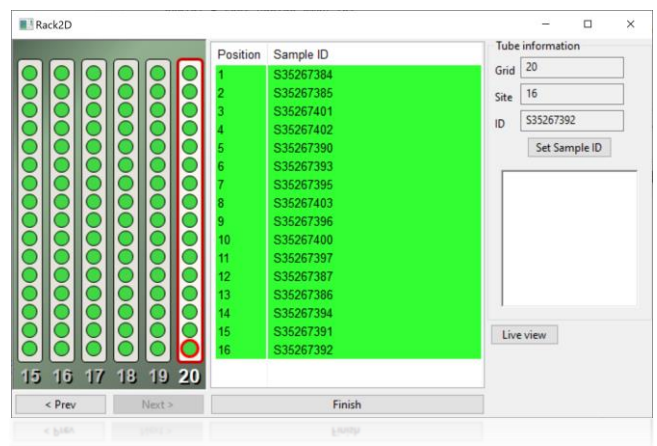 Rack2D
Position Sample ID
1 S35267384
2 S35267385
3 S35267401
4 S35267402
5 S35267390
6 S35267393
7 S35267395
8 S35267403
9 S35267396
10 S35267400
11 S35267397
12 S35267387
13 S35267386
14 S35267394
15 S35267391
16 S35267392
15 16 17 18 19 20
< Prev Next > Finish
Tube information
Grid 20
Site 16
ID S35267392
Set Sample ID
Live view